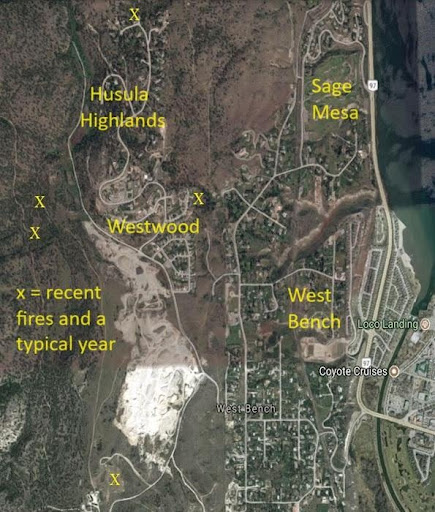 X
Husula
Highlands
Sage
Mesa
97
X
X
Westwood
X
x = recent
fires and a
typical year
West
Bench
Loco Landing
97
Coyote Cruises
West Bench
X